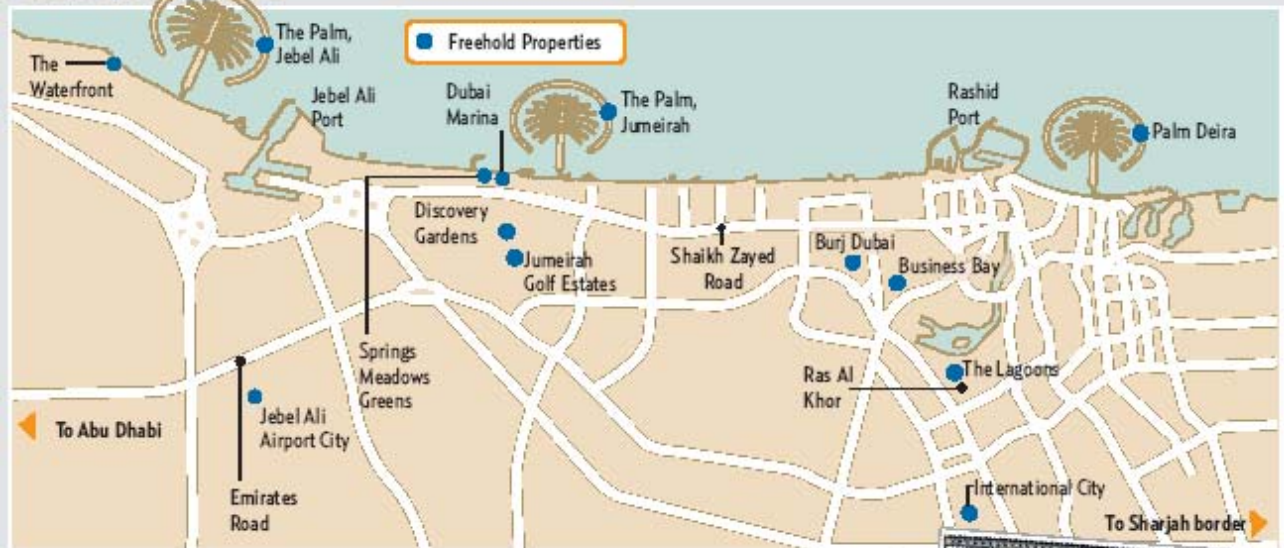 The Palm,
Jebel Ali
Freehold Properties
The
Waterfront
Jebel Ali
Port
Dubai
Marina
The Palm,
Jumeirah
Rashid
Port
Palm Deira
Discovery
Gardens
Jumeirah
Golf Estates
Shaikh Zayed
Road
Burj Dubai
Business Bay
Springs
Meadows
Greens
Ras Al
Khor
The Lagoons
Jebel Ali
Airport City
To Abu Dhabi
Emirates
Road
International City
To Sharjah border